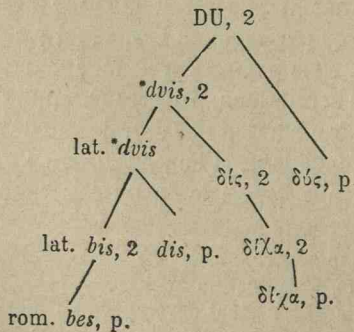 DU, 2
*dvis, 2
lat. *dvis
δίς, 2 δύς, p
lat. bis, 2 dis, p. δίχα, 2
δίχα, p.
rom. bes, p.